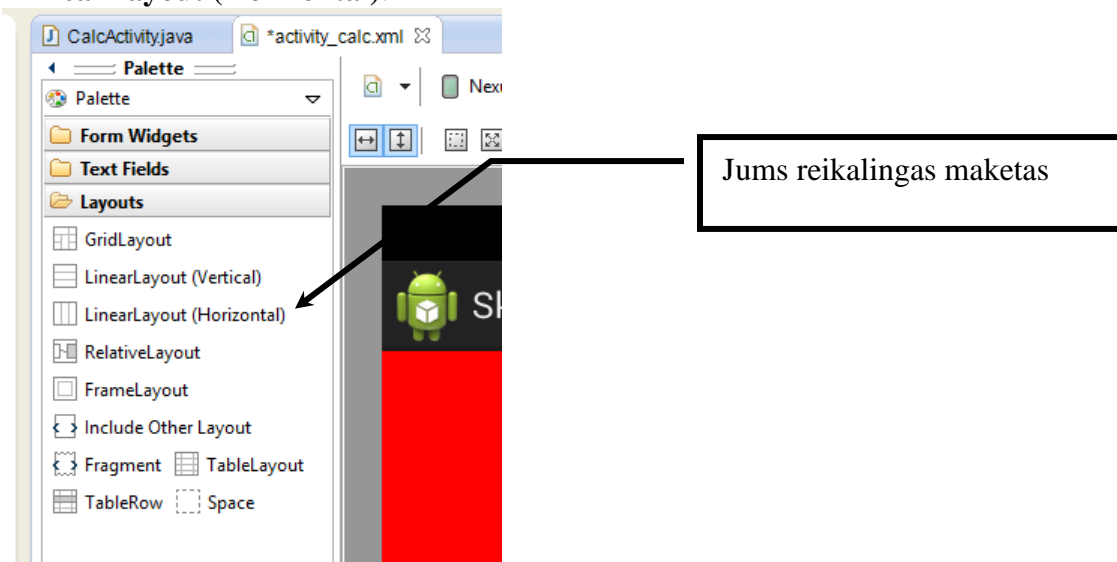 CalcActivity.java
*activity_calc.xml
Palette
Palette
Form Widgets
Text Fields
Layouts
GridLayout
LinearLayout (Vertical)
LinearLayout (Horizontal)
RelativeLayout
FrameLayout
Include Other Layout
Fragment TableLayout
TableRow Space
Jums reikalingas maketas